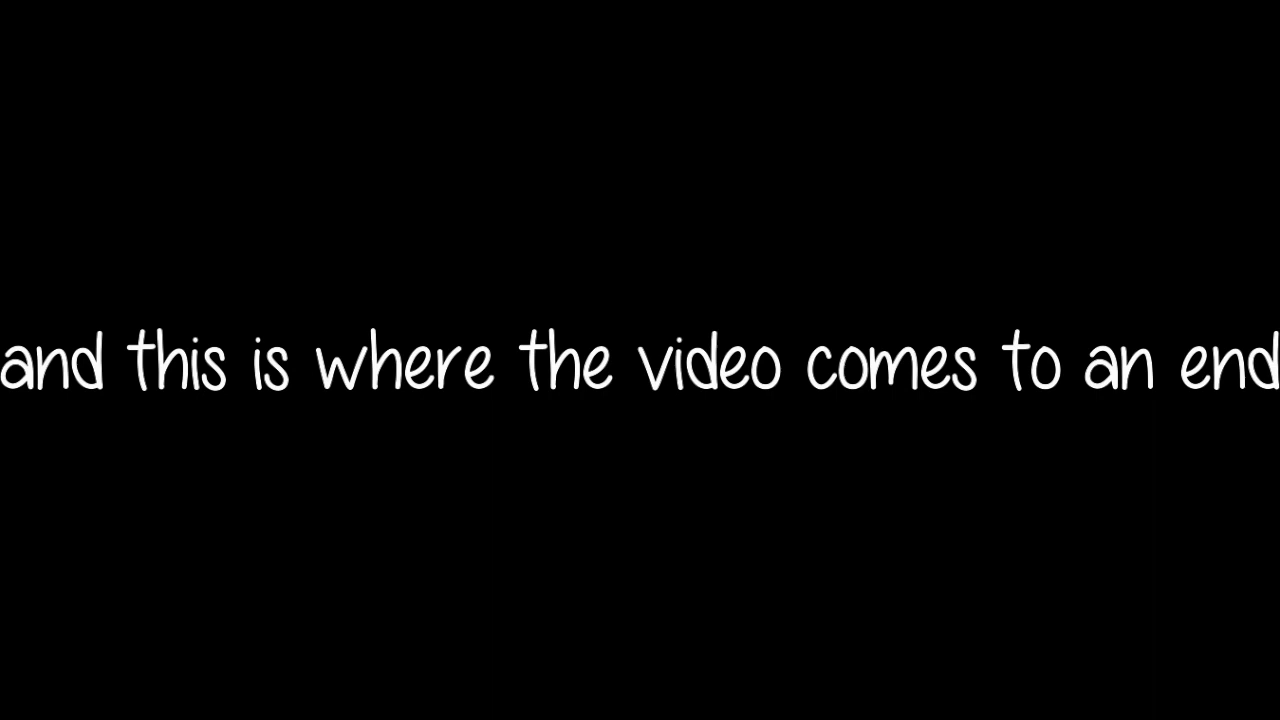 and this is where the video comes to an end